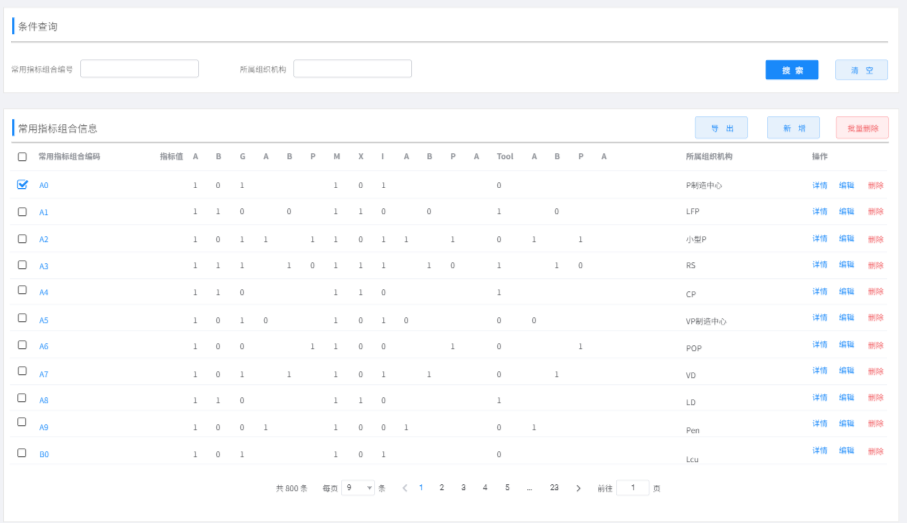 条件查询
常用指标组合编号 所属组织机构 搜 索 清 空
常用指标组合信息 导 出 新 增 批量删除
常用指标组合编码 指标值 A B G A B P M X I A B P A Tool A B P A 所属组织机构 操作
A0 1 0 1 1 0 1 0 P制造中心 详情 编辑 删除
A1 1 1 0 0 1 1 0 0 1 0 LFP 详情 编辑 删除
A2 1 0 1 1 1 1 0 1 1 1 0 1 1 小型P 详情 编辑 删除
A3 1 1 1 1 0 1 1 1 1 0 1 1 0 RS 详情 编辑 删除
A4 1 1 0 1 1 0 1 CP 详情 编辑 删除
A5 1 0 1 0 1 0 1 0 0 0 VP制造中心 详情 编辑 删除
A6 1 0 0 1 1 0 0 1 0 1 POP 详情 编辑 删除
A7 1 0 1 1 1 0 1 1 0 1 VD 详情 编辑 删除
A8 1 1 0 1 1 0 1 LD 详情 编辑 删除
A9 1 0 0 1 1 0 0 1 0 1 Pen 详情 编辑 删除
B0 1 0 1 1 0 1 0 Lcu 详情 编辑 删除
共 800 条 每页 9 条 < 1 2 3 4 5 ... 23 > 前往 1 页